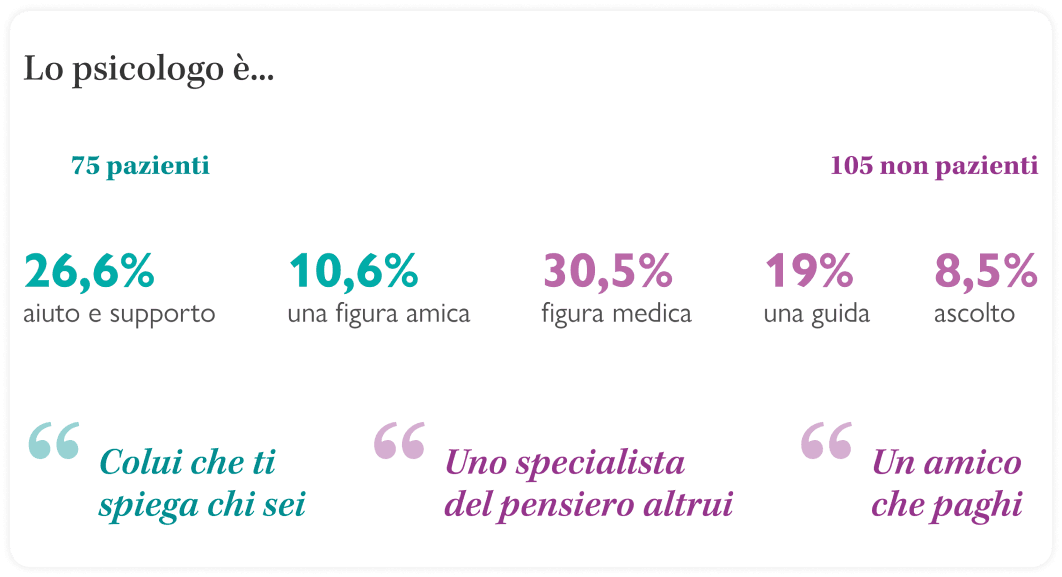 Lo psicologo è...
75 pazienti
105 non pazienti
26,6%
aiuto e supporto
10,6%
una figura amica
30,5%
figura medica
19%
una guida
8,5%
ascolto
“ Colui che ti
spiega chi sei
“ Uno specialista
del pensiero altrui
“ Un amico
che paghi